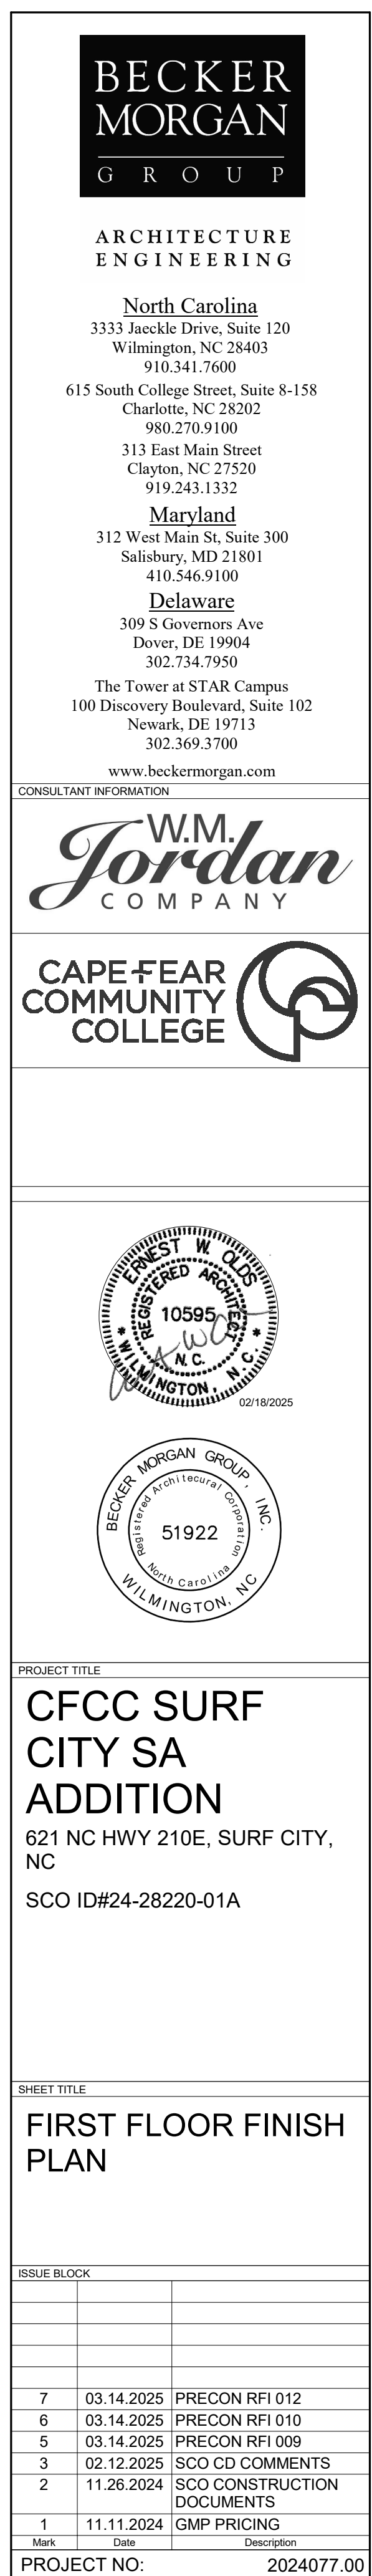 BECKER
MORGAN
GROUP
ARCHITECTURE
ENGINEERING
North Carolina
3333 Jaeckle Drive, Suite 120
Wilmington, NC 28403
910.341.7600
615 South College Street, Suite 8-158
Charlotte, NC 28202
980.270.9100
313 East Main Street
Clayton, NC 27520
919.243.1332
Maryland
312 West Main St, Suite 300
Salisbury, MD 21801
410.546.9100
Delaware
309 S Governors Ave
Dover, DE 19904
302.734.7950
The Tower at STAR Campus
100 Discovery Boulevard, Suite 102
Newark, DE 19713
302.369.3700
www.beckermorgan.com
CONSULTANT INFORMATION
W.M.
Jordan
COMPANY
CAPE FEAR
COMMUNITY
COLLEGE
ERNEST W. OLDS
REGISTERED ARCHITECT
10595
N.C.
* WILMINGTON, N.C. *
02/18/2025
BECKER MORGAN GROUP, INC.
Registered Architecural Corporation
51922
North Carolina
WILMINGTON, NC
PROJECT TITLE
CFCC SURF
CITY SA
ADDITION
621 NC HWY 210E, SURF CITY,
NC
SCO ID#24-28220-01A
SHEET TITLE
FIRST FLOOR FINISH
PLAN
ISSUE BLOCK
7 03.14.2025 PRECON RFI 012
6 03.14.2025 PRECON RFI 010
5 03.14.2025 PRECON RFI 009
3 02.12.2025 SCO CD COMMENTS
2 11.26.2024 SCO CONSTRUCTION
DOCUMENTS
1 11.11.2024 GMP PRICING
Mark Date Description
PROJECT NO: 2024077.00